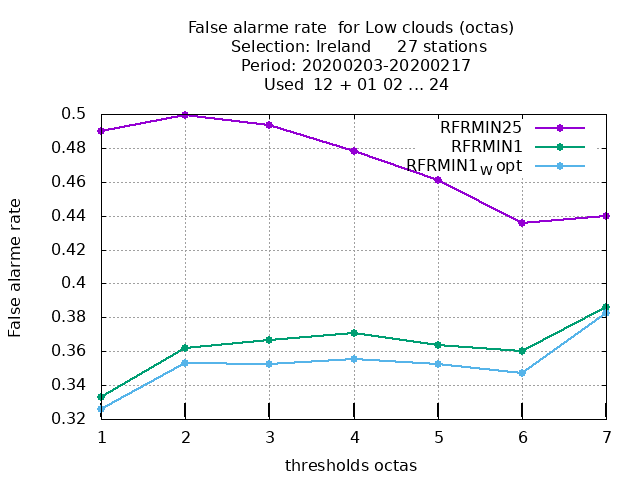 False alarme rate  for Low clouds (octas)
Selection: Ireland     27 stations
Period: 20200203-20200217
Used  12 + 01 02 ... 24
0.5
0.48
0.46
0.44
0.42
0.4
0.38
0.36
0.34
0.32
False alarme rate
RFRMIN25
RFRMIN1
RFRMIN1W opt
1 2 3 4 5 6 7
thresholds octas